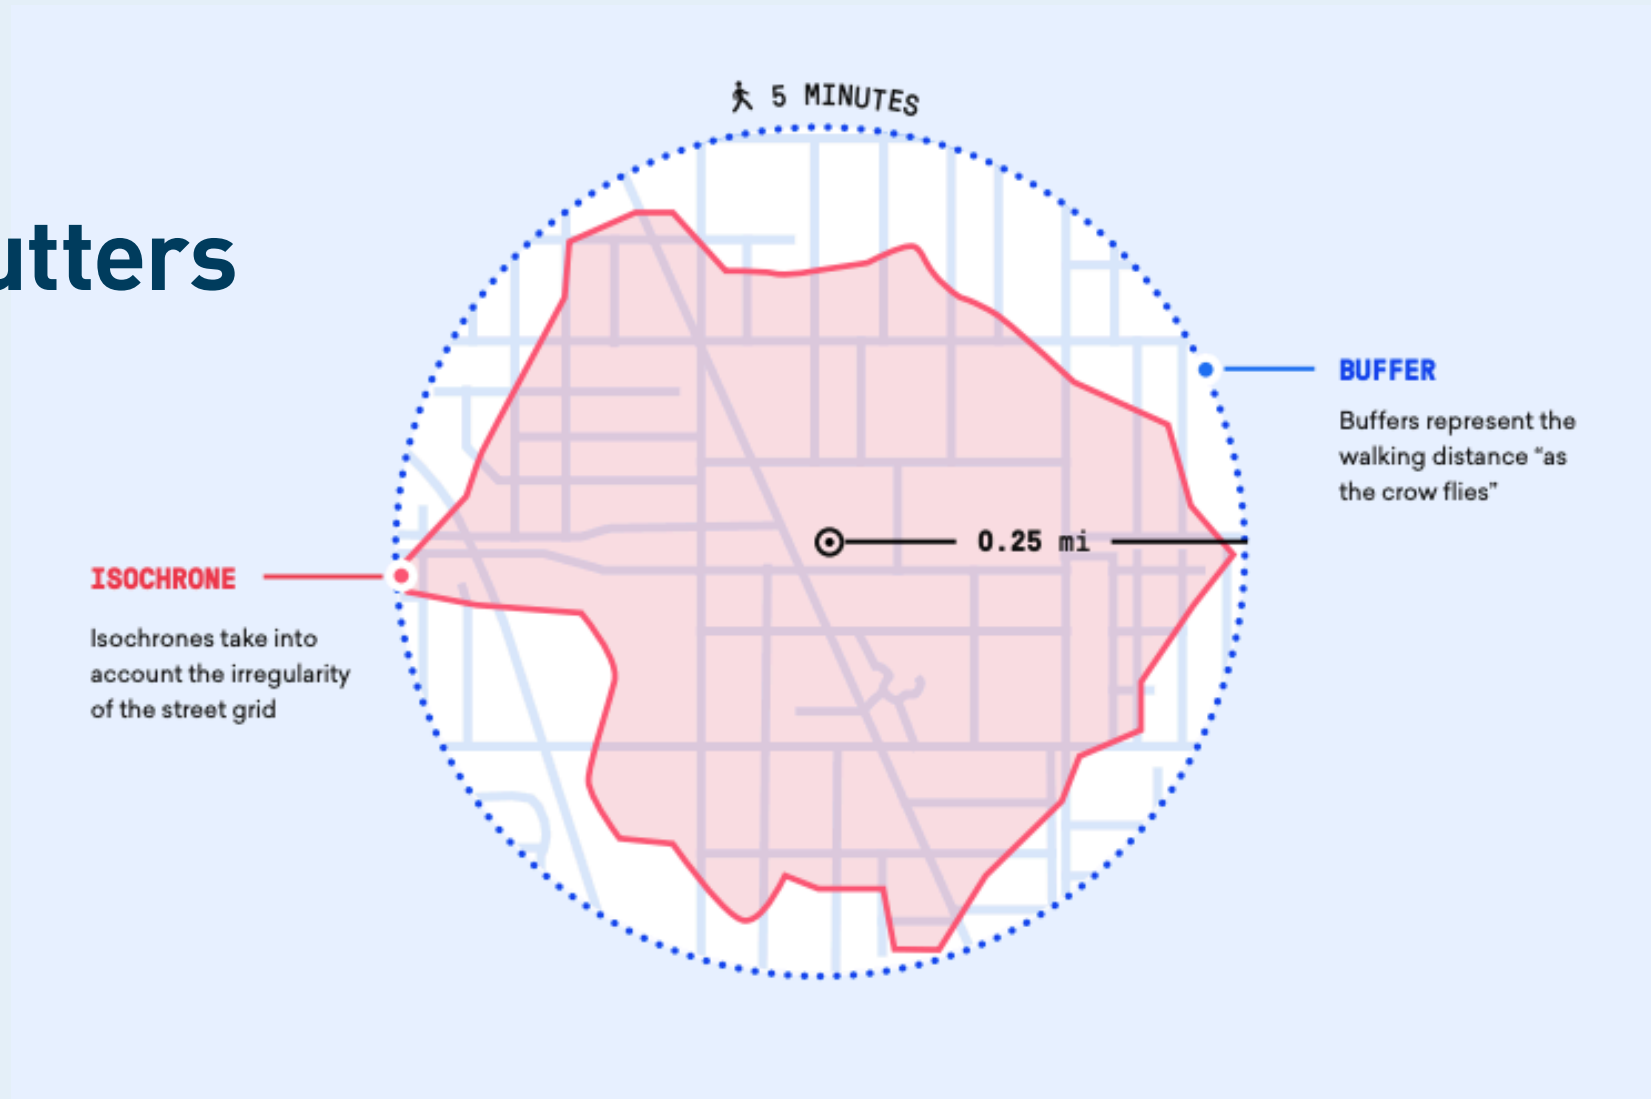 5 MINUTES
utters
BUFFER
Buffers represent the
walking distance “as
the crow flies”
0.25 mi
ISOCHRONE
Isochrones take into
account the irregularity
of the street grid